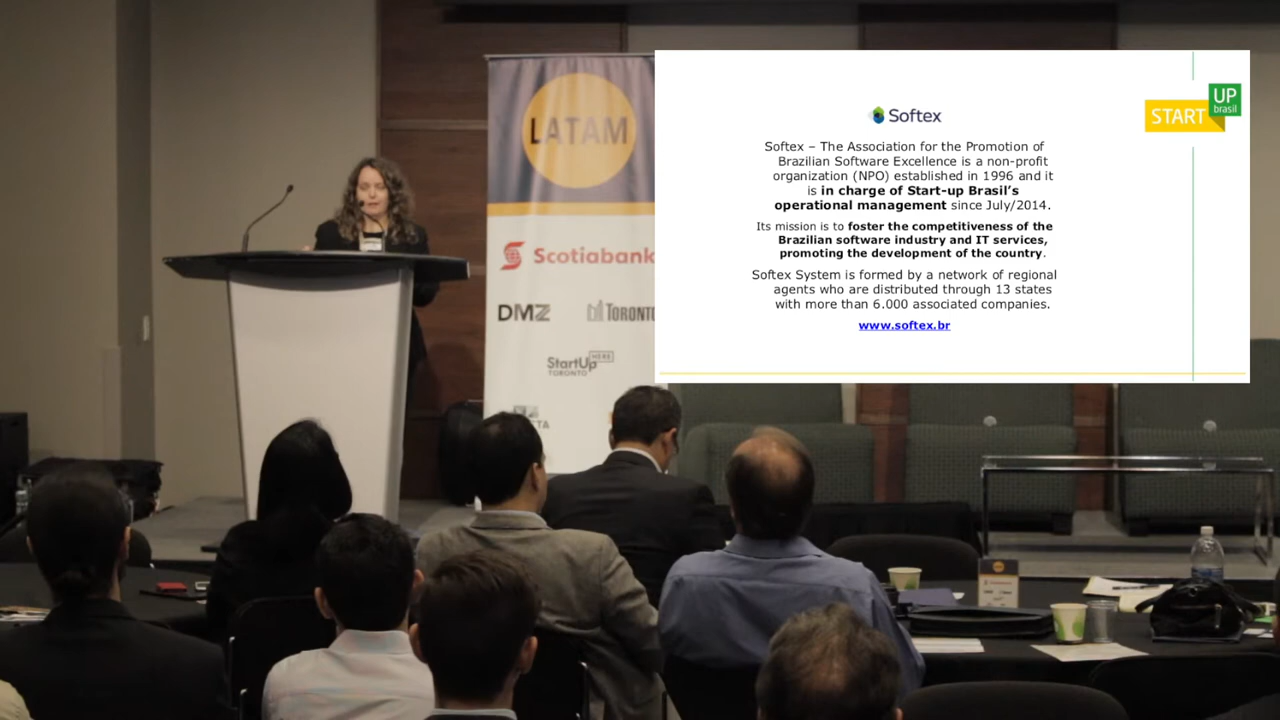 LATAM
Scotiabank
DMZ
TORONTO
StartUp
HERE
TORONTO
Softex
START
UP
brasil
Softex – The Association for the Promotion of
Brazilian Software Excellence is a non-profit
organization (NPO) established in 1996 and it
is in charge of Start-up Brasil's
operational management since July/2014.
Its mission is to foster the competitiveness of the
Brazilian software industry and IT services,
promoting the development of the country.
Softex System is formed by a network of regional
agents who are distributed through 13 states
with more than 6.000 associated companies.
www.softex.br